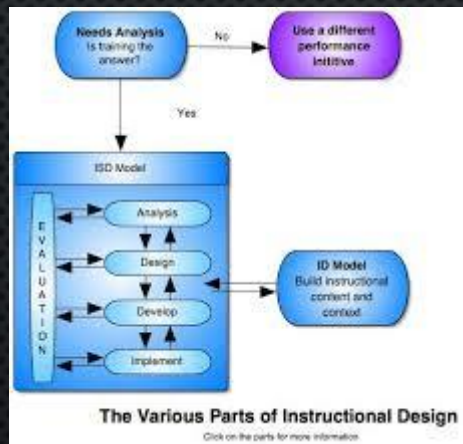 Needs Analysis
Is training the
answer?
No
Use a different
performance
inititive
Yes
ISD Model
EVALUATION
Analysis
Design
Develop
Implement
ID Model
Build instructional
content and
context
The Various Parts of Instructional Design
Click on the parts for more information